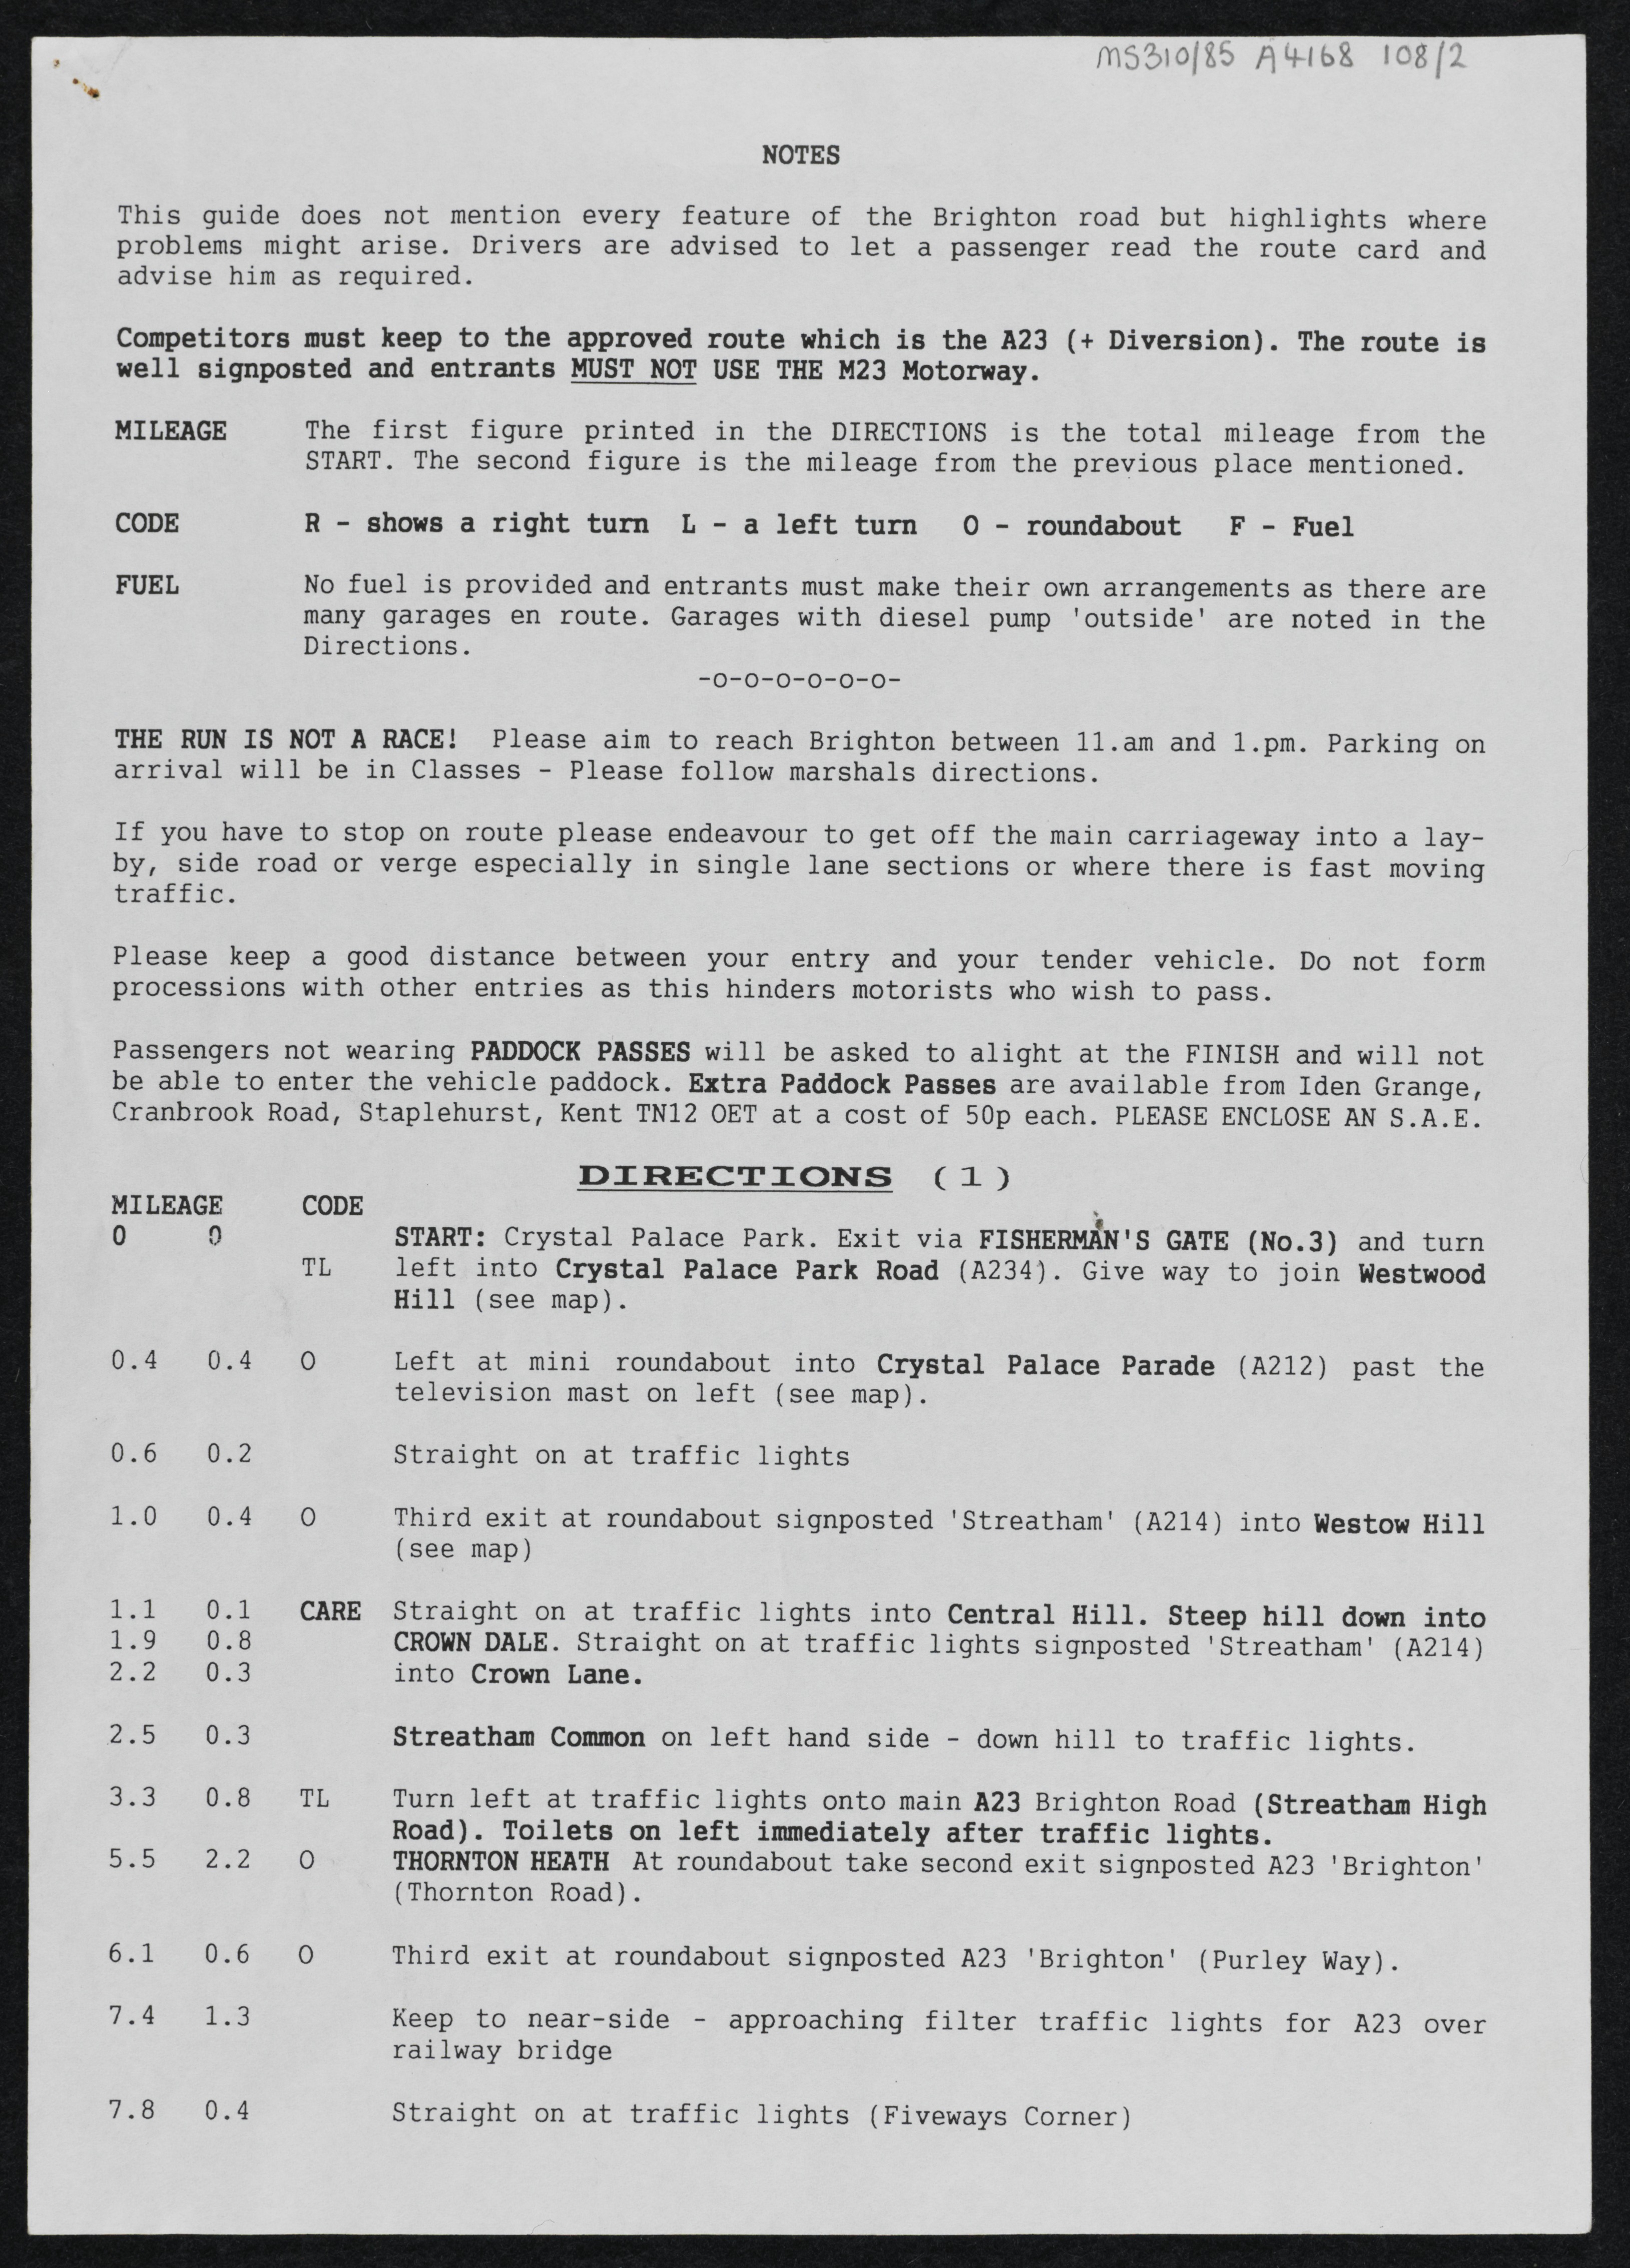 MS310/85 A4168 108/2
NOTES
This guide does not mention every feature of the Brighton road but highlights where
problems might arise. Drivers are advised to let a passenger read the route card and
advise him as required.
Competitors must keep to the approved route which is the A23 (+ Diversion). The route is
well signposted and entrants MUST NOT USE THE M23 Motorway.
MILEAGE The first figure printed in the DIRECTIONS is the total mileage from the
START. The second figure is the mileage from the previous place mentioned.
CODE R - shows a right turn L - a left turn O - roundabout F - Fuel
FUEL No fuel is provided and entrants must make their own arrangements as there are
many garages en route. Garages with diesel pump 'outside' are noted in the
Directions.
-o-o-o-o-o-o-
THE RUN IS NOT A RACE! Please aim to reach Brighton between 11.am and 1.pm. Parking on
arrival will be in Classes - Please follow marshals directions.
If you have to stop on route please endeavour to get off the main carriageway into a lay-
by, side road or verge especially in single lane sections or where there is fast moving
traffic.
Please keep a good distance between your entry and your tender vehicle. Do not form
processions with other entries as this hinders motorists who wish to pass.
Passengers not wearing PADDOCK PASSES will be asked to alight at the FINISH and will not
be able to enter the vehicle paddock. Extra Paddock Passes are available from Iden Grange,
Cranbrook Road, Staplehurst, Kent TN12 OET at a cost of 50p each. PLEASE ENCLOSE AN S.A.E.
DIRECTIONS (1)
MILEAGE CODE
0 0 START: Crystal Palace Park. Exit via FISHERMAN'S GATE (No.3) and turn
TL left into Crystal Palace Park Road (A234). Give way to join Westwood
Hill (see map).
0.4 0.4 O Left at mini roundabout into Crystal Palace Parade (A212) past the
television mast on left (see map).
0.6 0.2 Straight on at traffic lights
1.0 0.4 O Third exit at roundabout signposted 'Streatham' (A214) into Westow Hill
(see map)
1.1 0.1 CARE Straight on at traffic lights into Central Hill. Steep hill down into
1.9 0.8 CROWN DALE. Straight on at traffic lights signposted 'Streatham' (A214)
2.2 0.3 into Crown Lane.
2.5 0.3 Streatham Common on left hand side - down hill to traffic lights.
3.3 0.8 TL Turn left at traffic lights onto main A23 Brighton Road (Streatham High
Road). Toilets on left immediately after traffic lights.
5.5 2.2 O THORNTON HEATH At roundabout take second exit signposted A23 'Brighton'
(Thornton Road).
6.1 0.6 O Third exit at roundabout signposted A23 'Brighton' (Purley Way).
7.4 1.3 Keep to near-side - approaching filter traffic lights for A23 over
railway bridge
7.8 0.4 Straight on at traffic lights (Fiveways Corner)